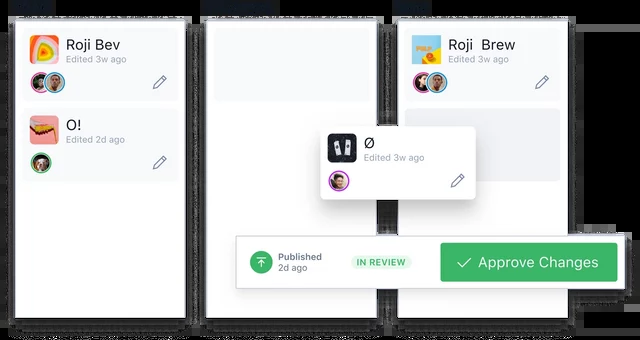 Roji Bev
Edited 3w ago
O!
Edited 2d ago
Roji Brew
Edited 3w ago
Ø
Edited 3w ago
Published
2d ago
IN REVIEW
Approve Changes